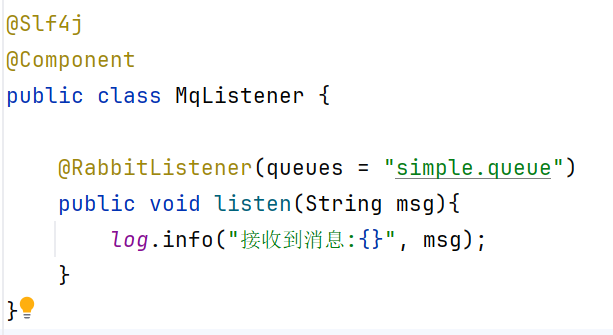 @Slf4j
@Component
public class MqListener {
@RabbitListener(queues = "simple.queue")
public void listen(String msg){
log.info("接收到消息:{}", msg);
}
}